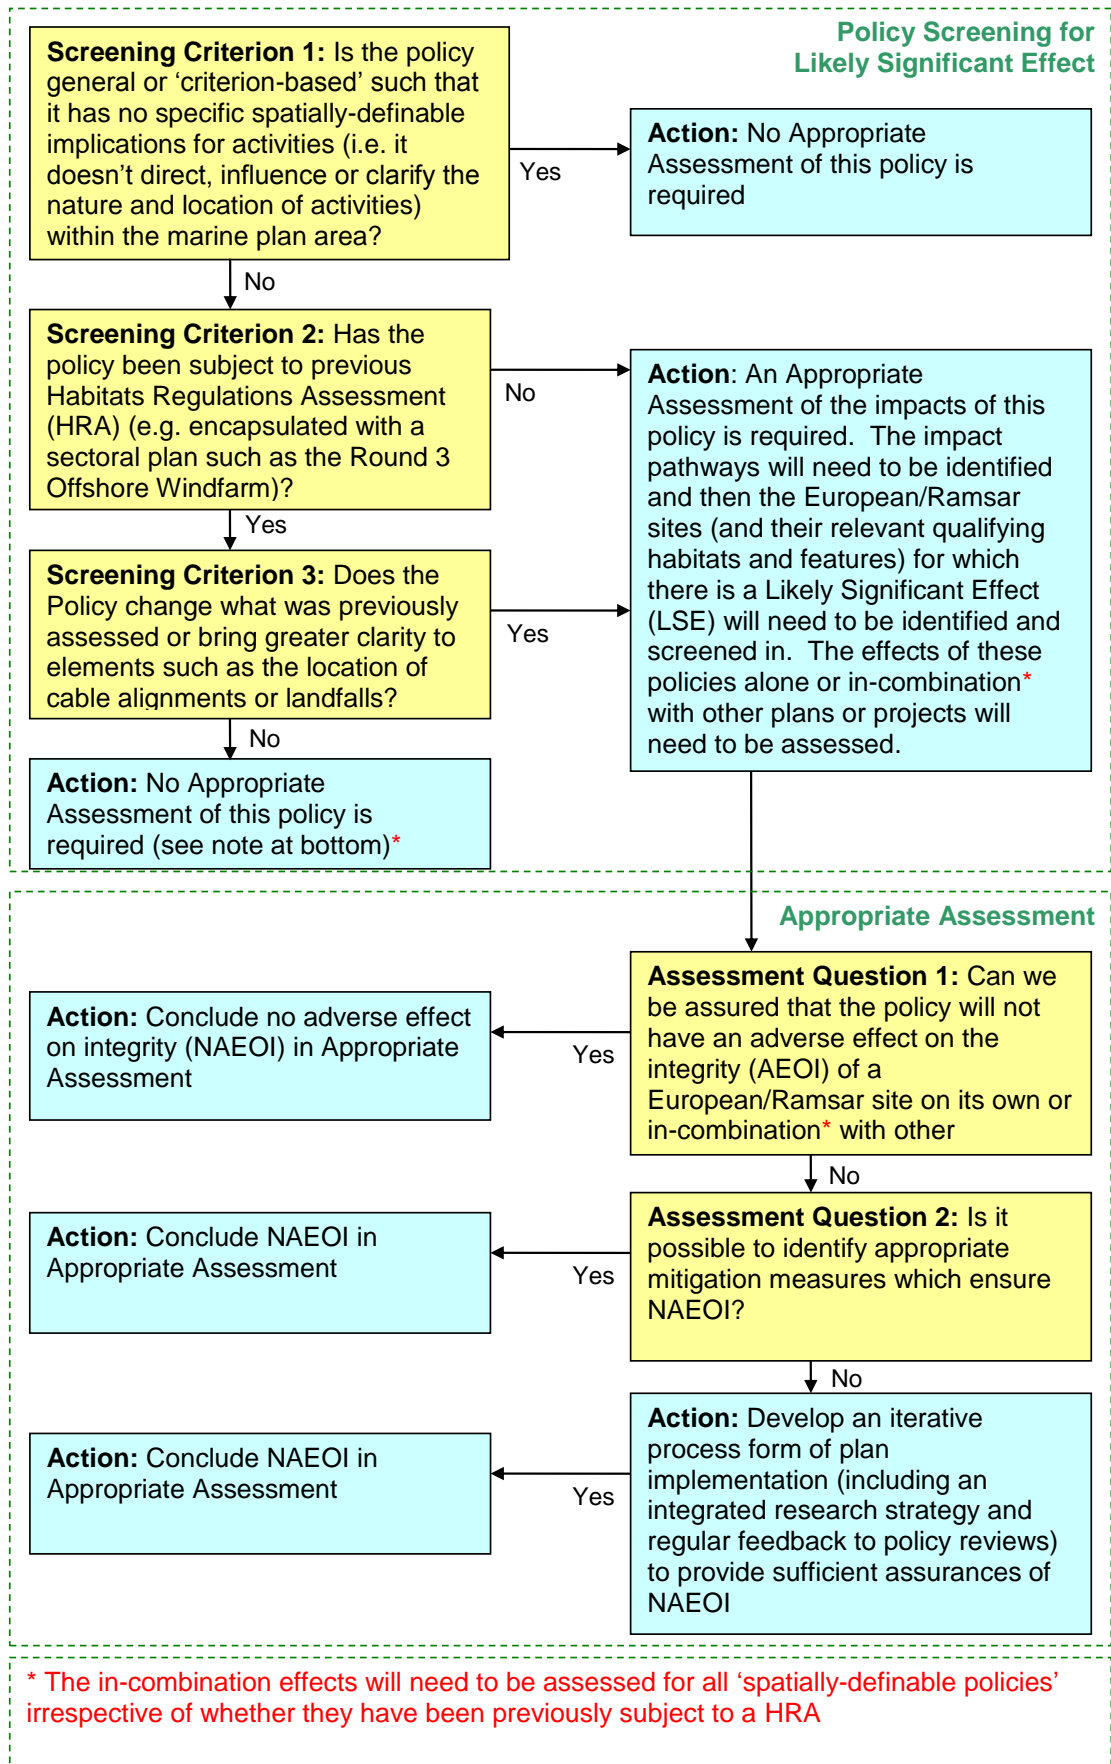 Policy Screening for
Likely Significant Effect
Screening Criterion 1: Is the policy
general or ‘criterion-based’ such that
it has no specific spatially-definable
implications for activities (i.e. it
doesn’t direct, influence or clarify the
nature and location of activities)
within the marine plan area?
Yes
Action: No Appropriate
Assessment of this policy is
required
No
Screening Criterion 2: Has the
policy been subject to previous
Habitats Regulations Assessment
(HRA) (e.g. encapsulated with a
sectoral plan such as the Round 3
Offshore Windfarm)?
No
Action: An Appropriate
Assessment of the impacts of this
policy is required. The impact
pathways will need to be identified
and then the European/Ramsar
sites (and their relevant qualifying
habitats and features) for which
there is a Likely Significant Effect
(LSE) will need to be identified and
screened in. The effects of these
policies alone or in-combination*
with other plans or projects will
need to be assessed.
Yes
Screening Criterion 3: Does the
Policy change what was previously
assessed or bring greater clarity to
elements such as the location of
cable alignments or landfalls?
Yes
No
Action: No Appropriate
Assessment of this policy is
required (see note at bottom)*
Appropriate Assessment
Assessment Question 1: Can we
be assured that the policy will not
have an adverse effect on the
integrity (AEOI) of a
European/Ramsar site on its own or
in-combination* with other
Yes
Action: Conclude no adverse effect
on integrity (NAEOI) in Appropriate
Assessment
No
Assessment Question 2: Is it
possible to identify appropriate
mitigation measures which ensure
NAEOI?
Yes
Action: Conclude NAEOI in
Appropriate Assessment
No
Action: Develop an iterative
process form of plan
implementation (including an
integrated research strategy and
regular feedback to policy reviews)
to provide sufficient assurances of
NAEOI
Yes
Action: Conclude NAEOI in
Appropriate Assessment
* The in-combination effects will need to be assessed for all ‘spatially-definable policies’
irrespective of whether they have been previously subject to a HRA